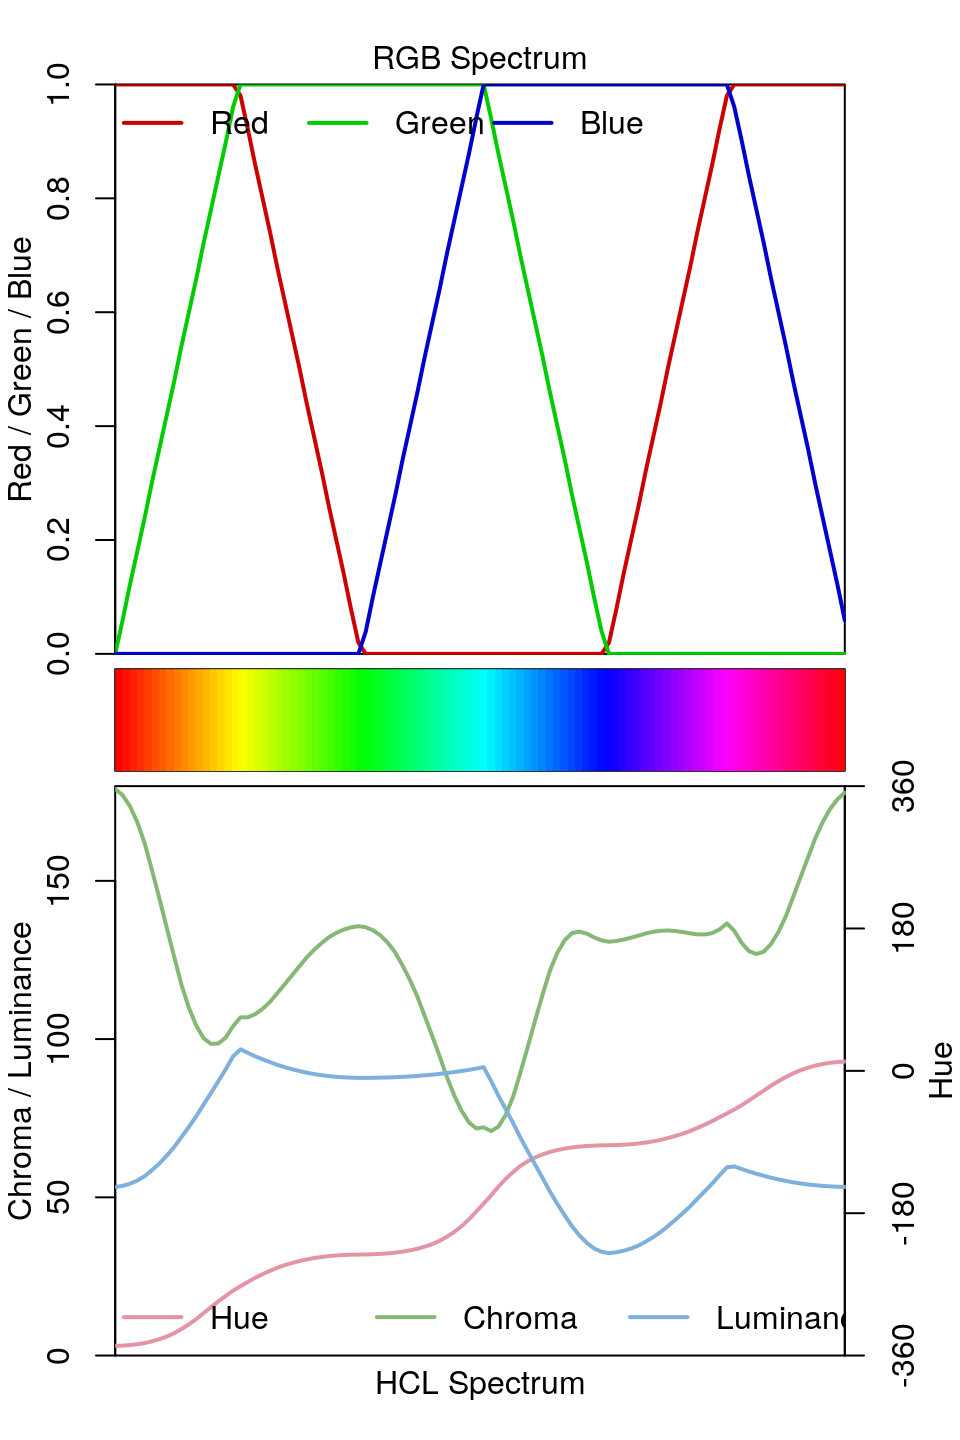 RGB Spectrum
Red / Green / Blue
1.0
0.8
0.6
0.4
0.2
0.0
Red Green Blue
Chroma / Luminance
150
100
50
0
360
180
0
-180
-360
Hue
Hue Chroma Luminan
HCL Spectrum